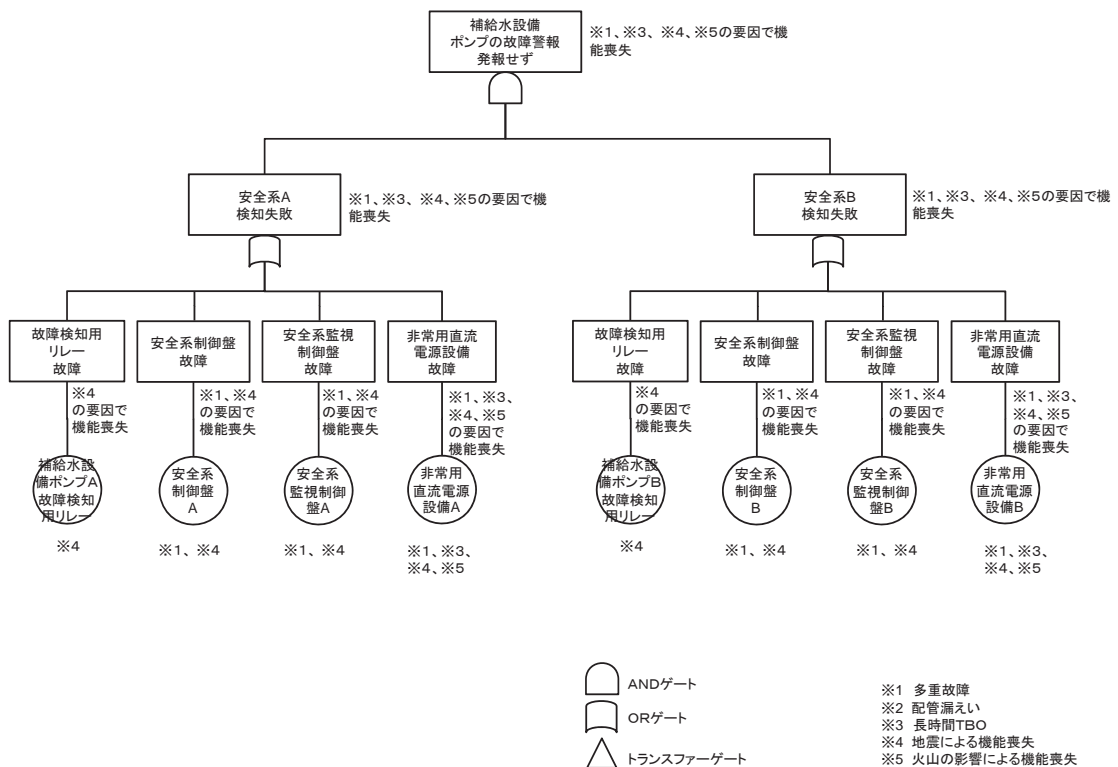 補給水設備
ポンプの故障警報
発報せず
※1、※3、※4、※5の要因で機
能喪失
安全系A
検知失敗
※1、※3、※4、※5の要因で機
能喪失
安全系B
検知失敗
※1、※3、※4、※5の要因で機
能喪失
故障検知用
リレー
故障
安全系制御盤
故障
安全系監視
制御盤
故障
非常用直流
電源設備
故障
故障検知用
リレー
故障
安全系制御盤
故障
安全系監視
制御盤
故障
非常用直流
電源設備
故障
※4
の要因で
機能喪失
※1、※4
の要因で
機能喪失
※1、※4
の要因で
機能喪失
※1、※3、
※4、※5
の要因で
機能喪失
※4
の要因で
機能喪失
※1、※4
の要因で
機能喪失
※1、※4
の要因で
機能喪失
※1、※3、
※4、※5
の要因で
機能喪失
補給水設
備ポンプA
故障検知
用リレー
安全系
制御盤
A
安全系
監視制御
盤A
非常用
直流電源
設備A
補給水設
備ポンプB
故障検知
用リレー
安全系
制御盤
B
安全系
監視制御
盤B
非常用
直流電源
設備B
※4
※1、※4
※1、※4
※1、※3、
※4、※5
※4
※1、※4
※1、※4
※1、※3、
※4、※5
ANDゲート
ORゲート
トランスファーゲート
※1 多重故障
※2 配管漏えい
※3 長時間TBO
※4 地震による機能喪失
※5 火山の影響による機能喪失